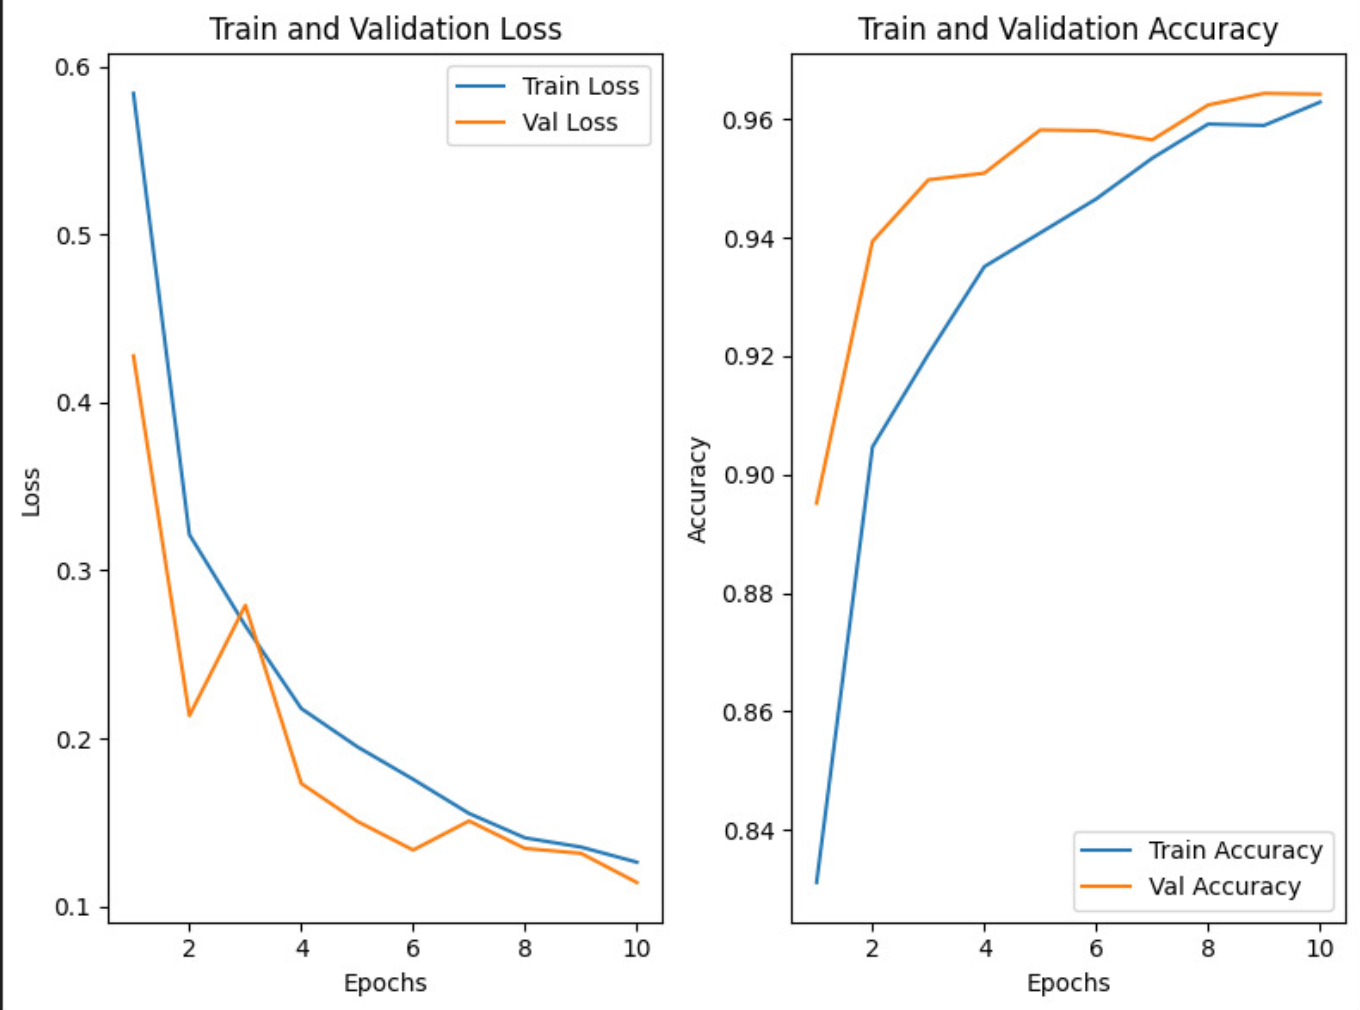 Train and Validation Loss
0.6
0.5
0.4
0.3
0.2
0.1
Loss
Train Loss
Val Loss
2 4 6 8 10
Epochs
Train and Validation Accuracy
0.96
0.94
0.92
0.90
0.88
0.86
0.84
Accuracy
Train Accuracy
Val Accuracy
2 4 6 8 10
Epochs